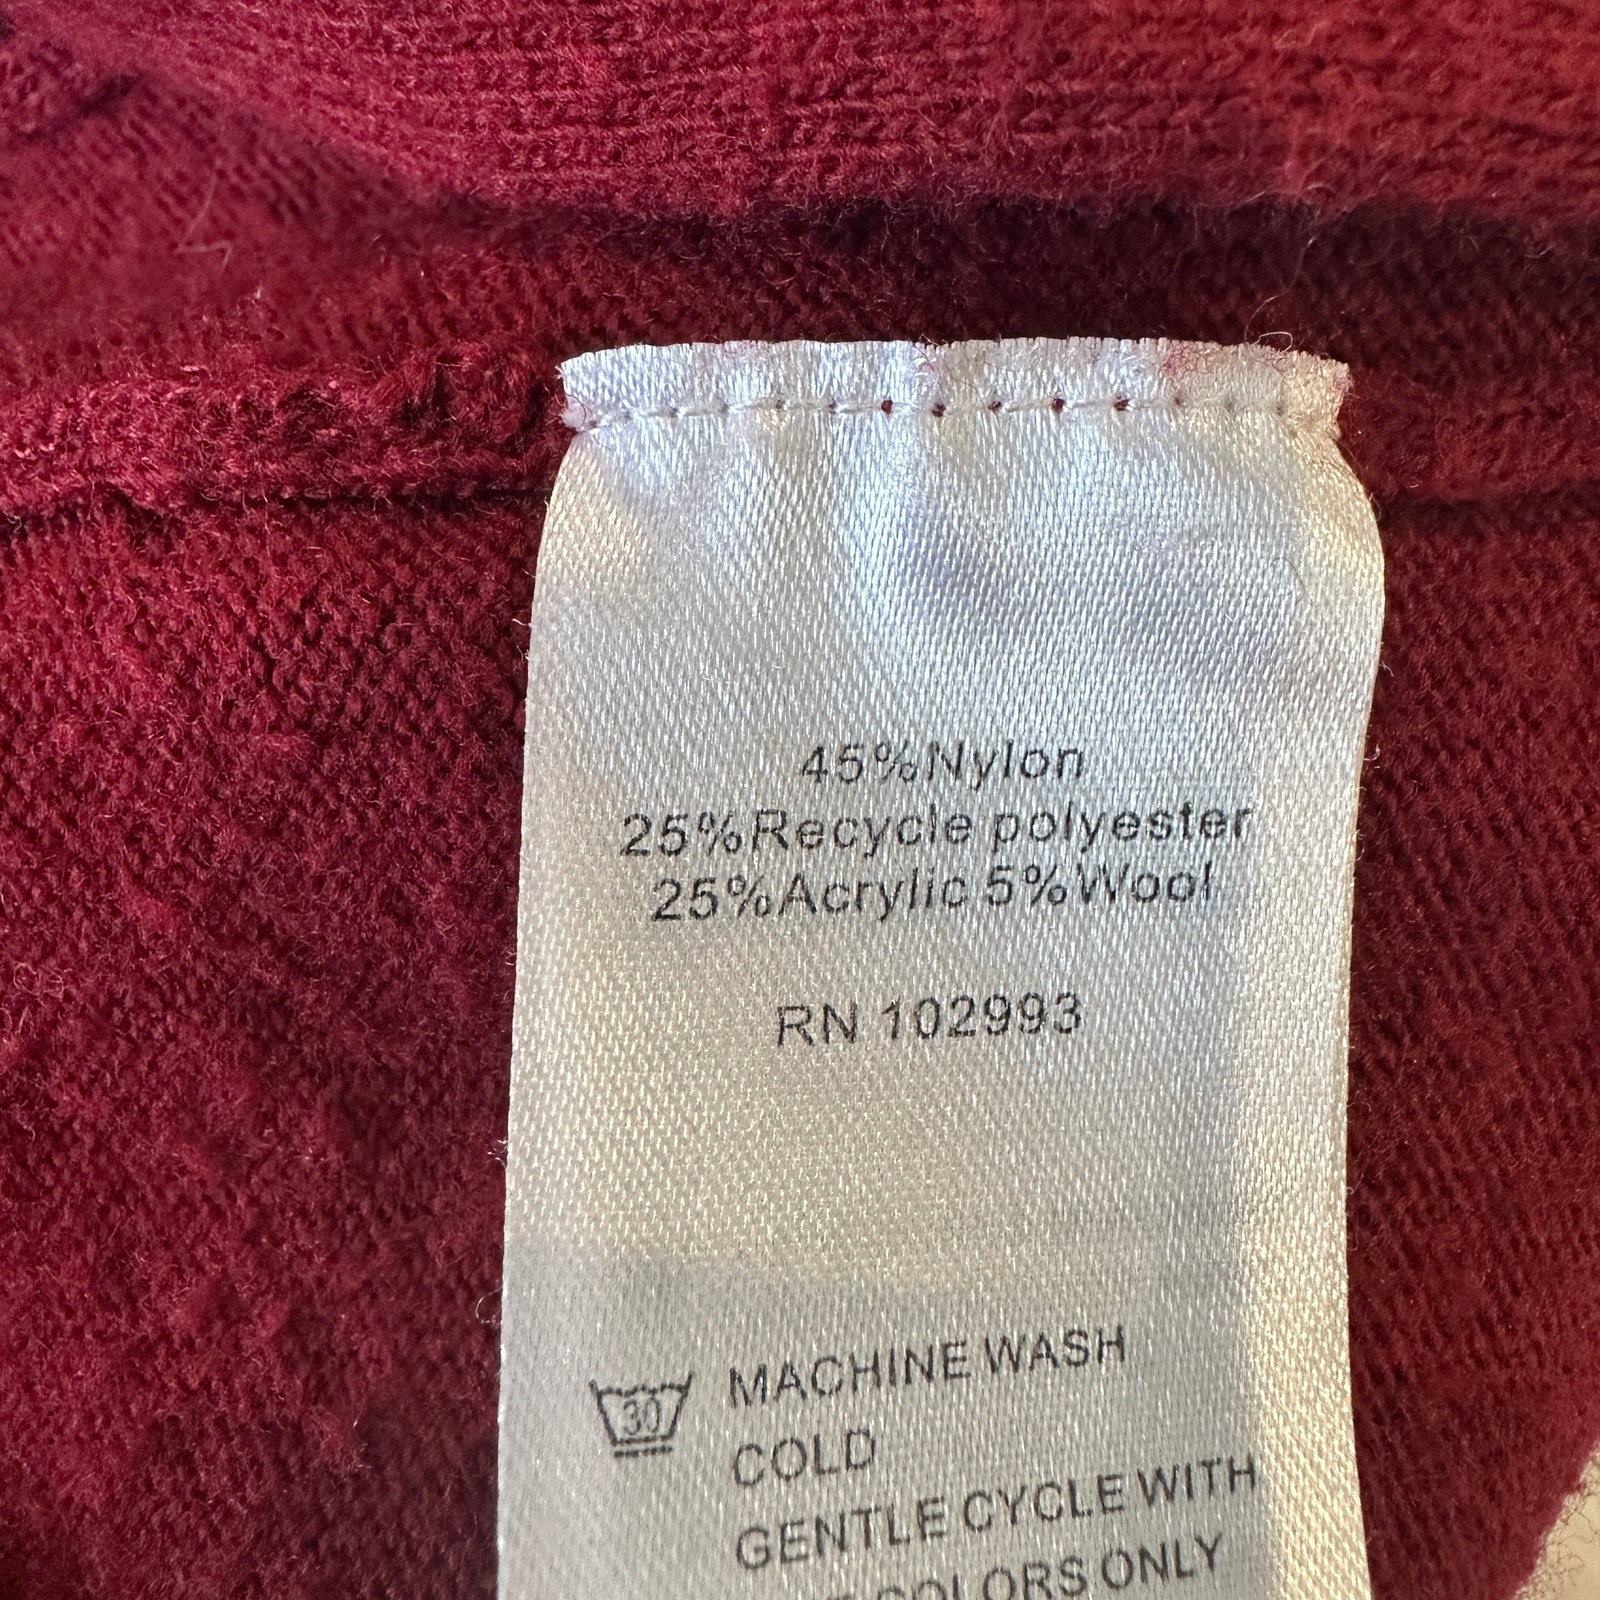 45%Nylon
25%Recycle polyester
25%Acrylic 5%Wool
RN 102993
30
MACHINE WASH
COLD
GENTLE CYCLE WITH
COLORS ONLY